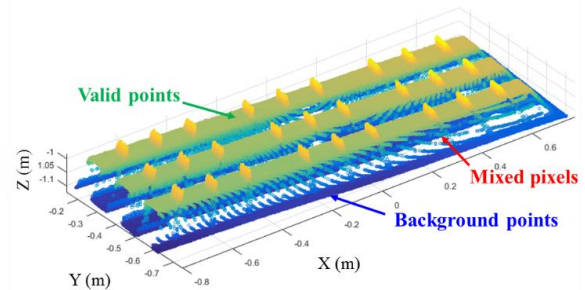 Valid points
Mixed pixels
Background points
Z (m)
-1
1.05
-1.1
Y (m)
-0.2
-0.3
-0.4
-0.5
-0.6
-0.7
X (m)
-0.8
-0.6
-0.4
-0.2
0
0.2
0.4
0.6